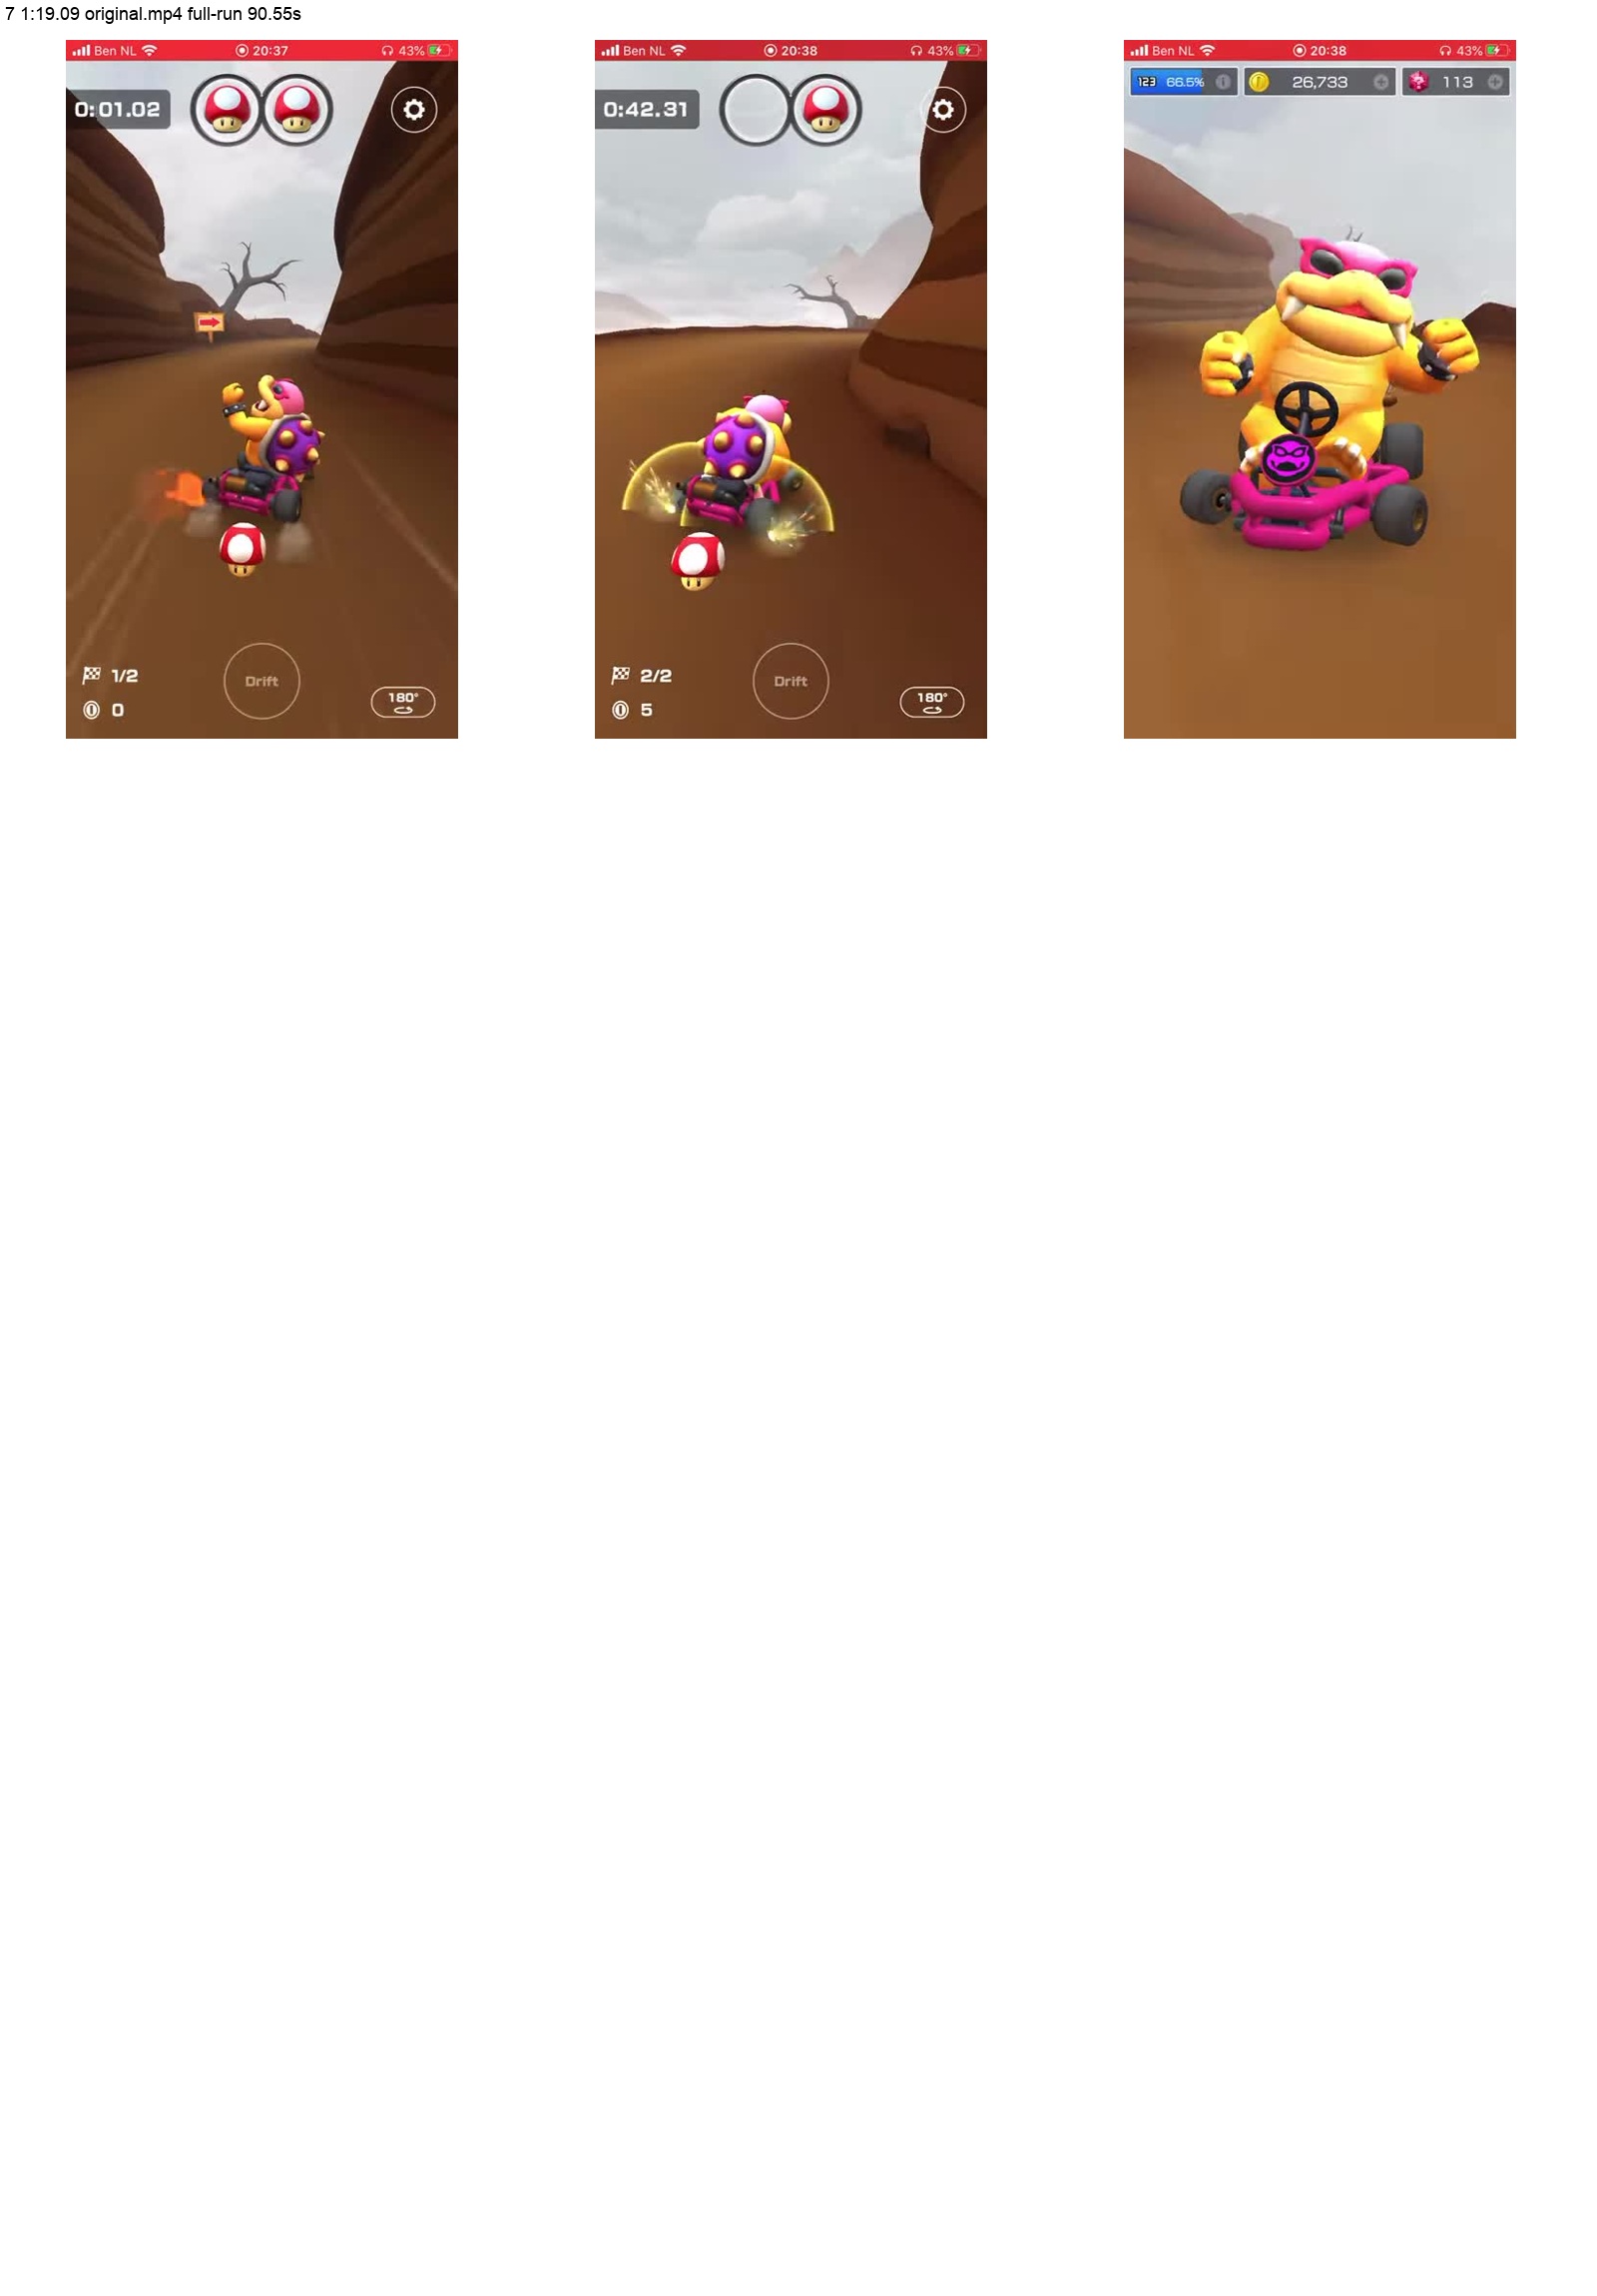 7 1:19.09 original.mp4 full-run 90.55s
Ben NL 20:37 43%
0:01.02
1/2
0
Drift
180°
Ben NL 20:38 43%
0:42.31
2/2
5
Drift
180°
Ben NL 20:38 43%
123 66.5% 26,733 113